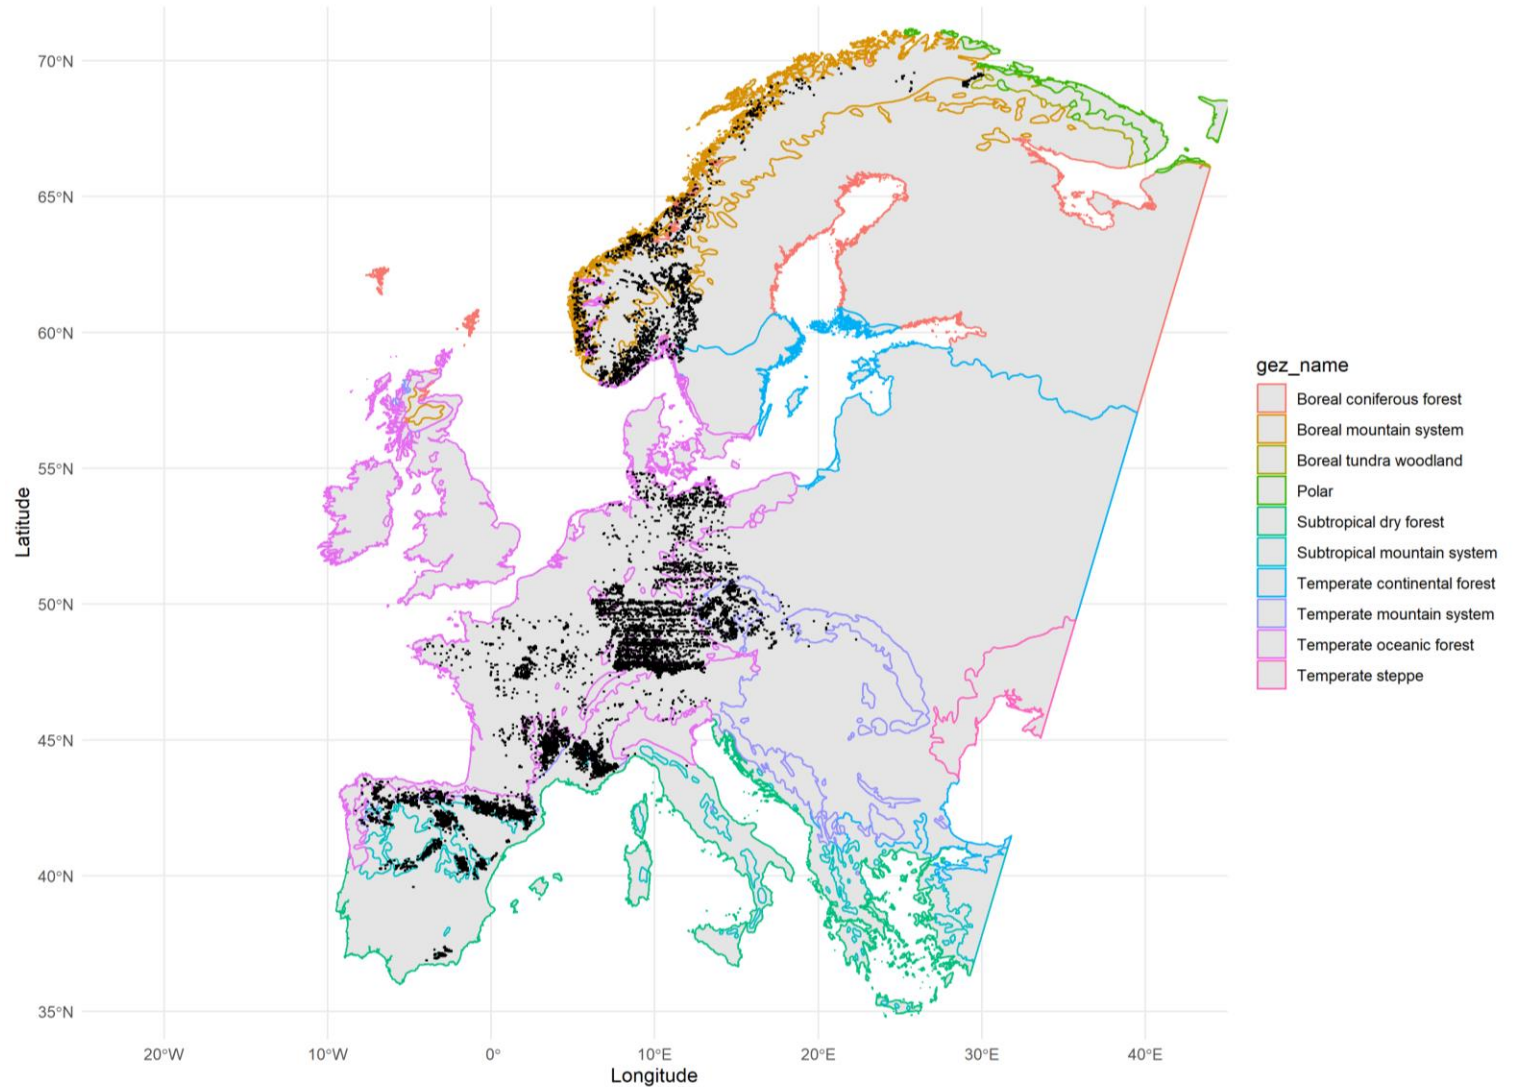 70°N
65°N
60°N
55°N
50°N
45°N
40°N
35°N
Latitude
20°W
10°W
0°
10°E
20°E
30°E
40°E
Longitude
gez_name
Boreal coniferous forest
Boreal mountain system
Boreal tundra woodland
Polar
Subtropical dry forest
Subtropical mountain system
Temperate continental forest
Temperate mountain system
Temperate oceanic forest
Temperate steppe